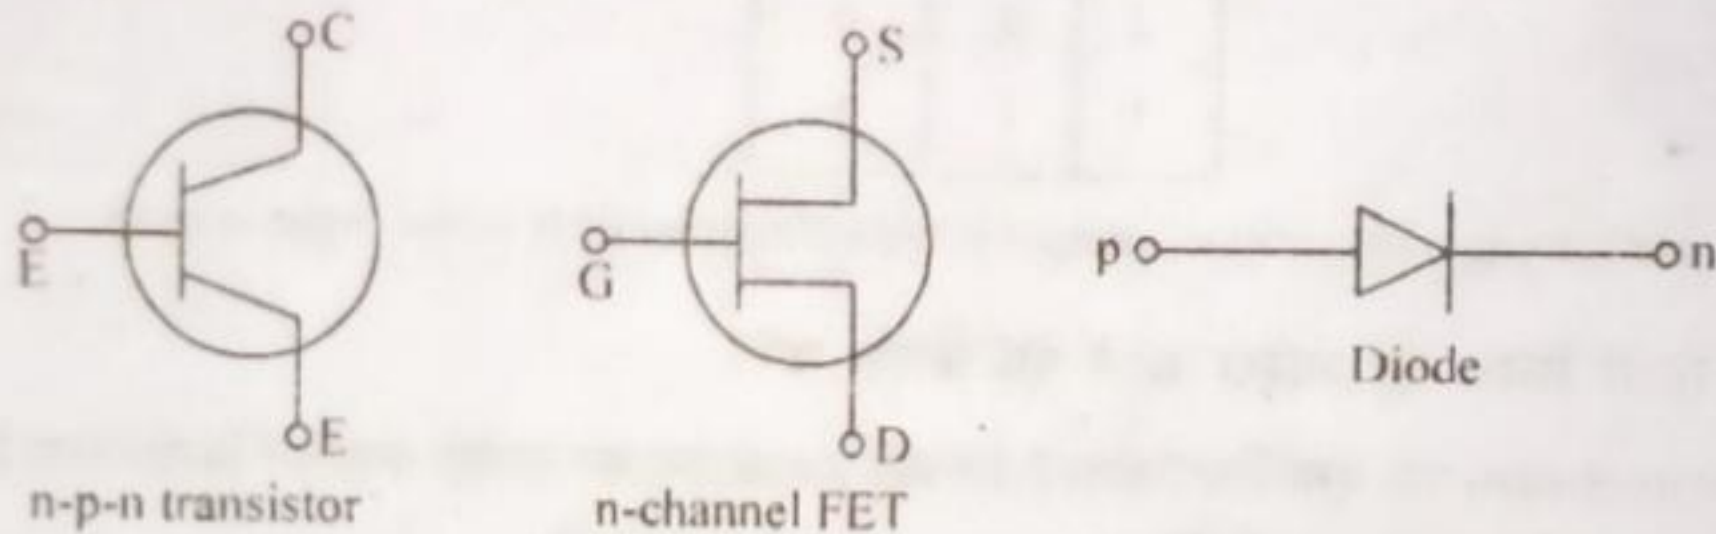 C
E
E
n-p-n transistor
S
G
D
n-channel FET
p
n
Diode